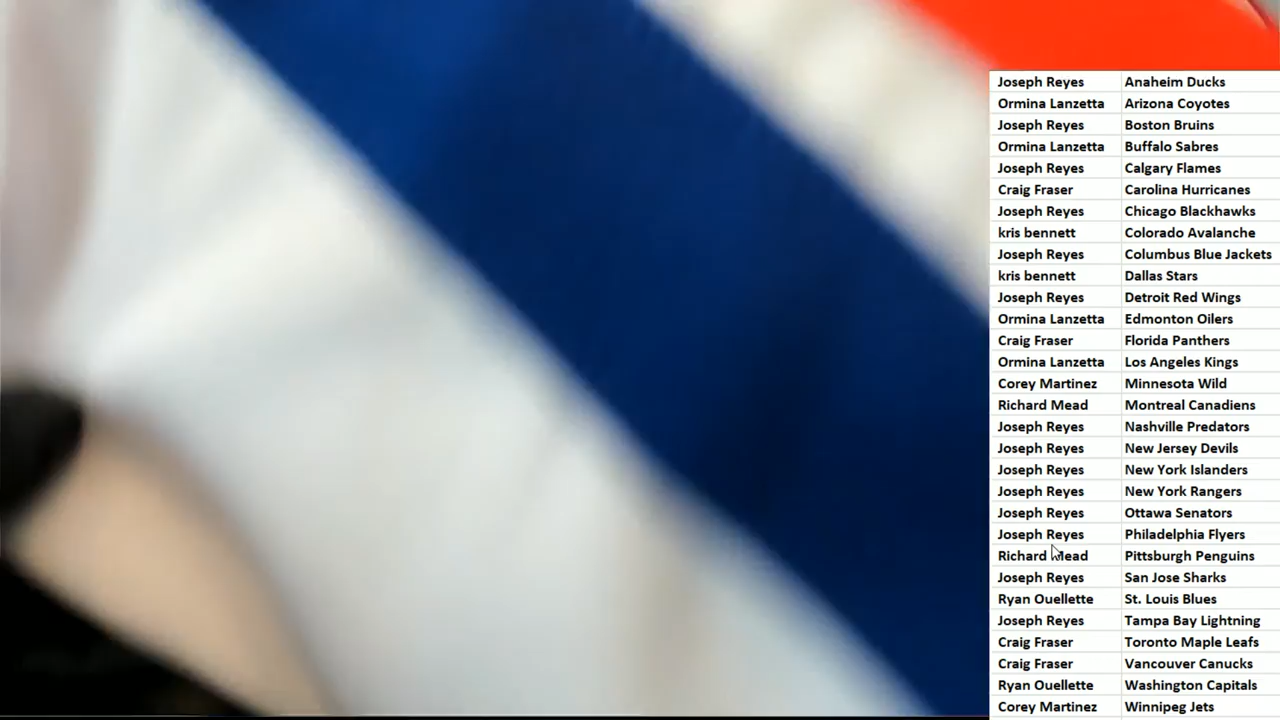 Joseph Reyes Anaheim Ducks
Ormina Lanzetta Arizona Coyotes
Joseph Reyes Boston Bruins
Ormina Lanzetta Buffalo Sabres
Joseph Reyes Calgary Flames
Craig Fraser Carolina Hurricanes
Joseph Reyes Chicago Blackhawks
kris bennett Colorado Avalanche
Joseph Reyes Columbus Blue Jackets
kris bennett Dallas Stars
Joseph Reyes Detroit Red Wings
Ormina Lanzetta Edmonton Oilers
Craig Fraser Florida Panthers
Ormina Lanzetta Los Angeles Kings
Corey Martinez Minnesota Wild
Richard Mead Montreal Canadiens
Joseph Reyes Nashville Predators
Joseph Reyes New Jersey Devils
Joseph Reyes New York Islanders
Joseph Reyes New York Rangers
Joseph Reyes Ottawa Senators
Joseph Reyes Philadelphia Flyers
Richard Mead Pittsburgh Penguins
Joseph Reyes San Jose Sharks
Ryan Ouellette St. Louis Blues
Joseph Reyes Tampa Bay Lightning
Craig Fraser Toronto Maple Leafs
Craig Fraser Vancouver Canucks
Ryan Ouellette Washington Capitals
Corey Martinez Winnipeg Jets